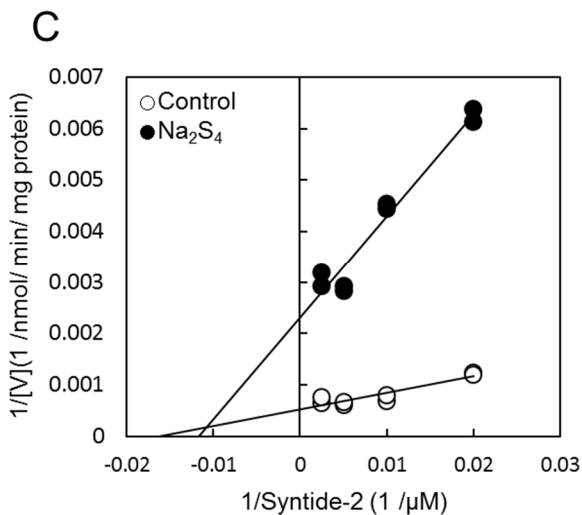 C
1/[V](1 /nmol/ min/ mg protein)
0.007
0.006
0.005
0.004
0.003
0.002
0.001
0
Control
Na₂S₄
-0.02
-0.01
0
0.01
0.02
0.03
1/Syntide-2 (1 /µM)